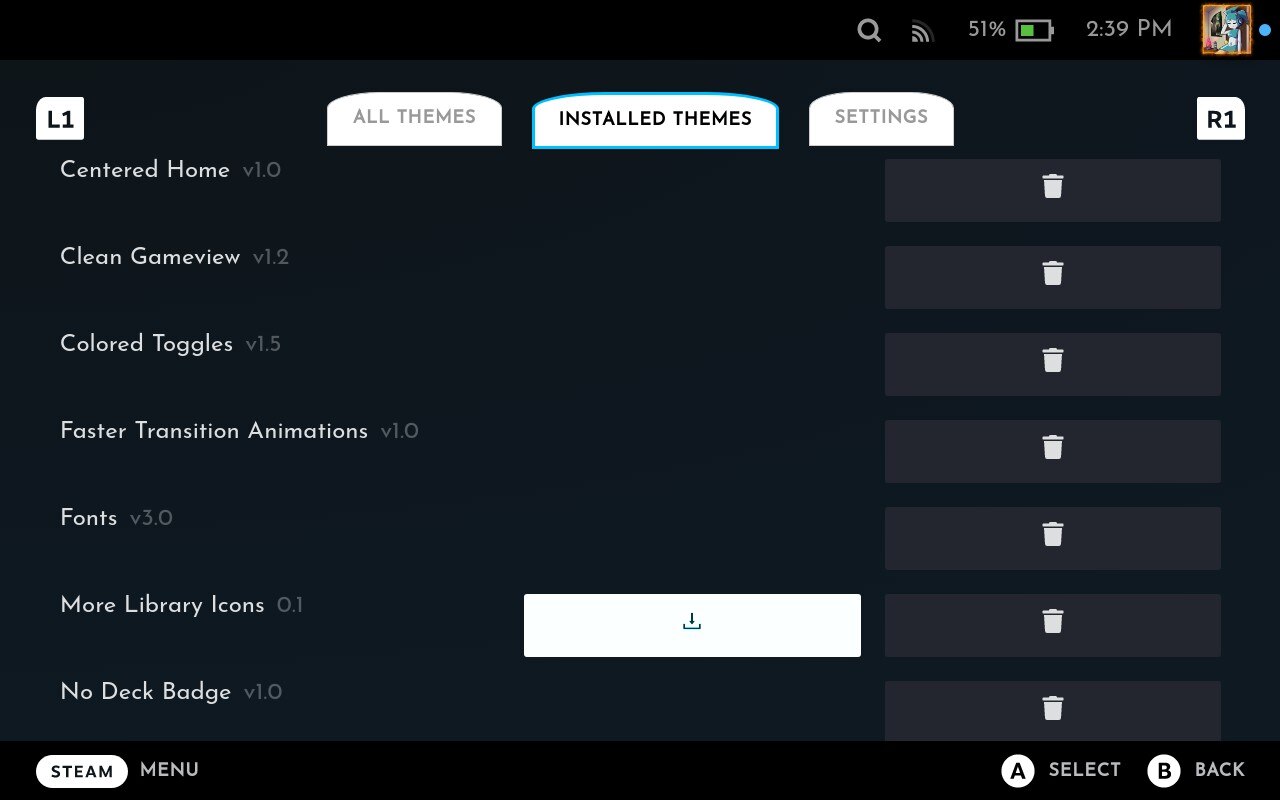 51% 2:39 PM
L1 ALL THEMES INSTALLED THEMES SETTINGS R1
Centered Home v1.0
Clean Gameview v1.2
Colored Toggles v1.5
Faster Transition Animations v1.0
Fonts v3.0
More Library Icons 0.1
No Deck Badge v1.0
STEAM MENU A SELECT B BACK